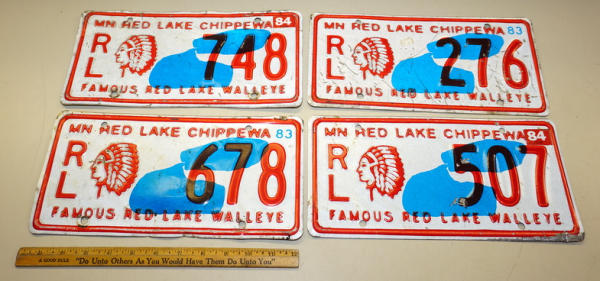 MN RED LAKE CHIPPEWA 84
RL 748
FAMOUS RED LAKE WALLEYE
MN RED LAKE CHIPPEWA 83
RL 276
FAMOUS RED LAKE WALLEYE
MN RED LAKE CHIPPEWA 83
RL 678
FAMOUS RED LAKE WALLEYE
MN RED LAKE CHIPPEWA 84
RL 507
FAMOUS RED LAKE WALLEYE
A GOOD RULE "Do Unto Others As You Would Have Them Do Unto You"